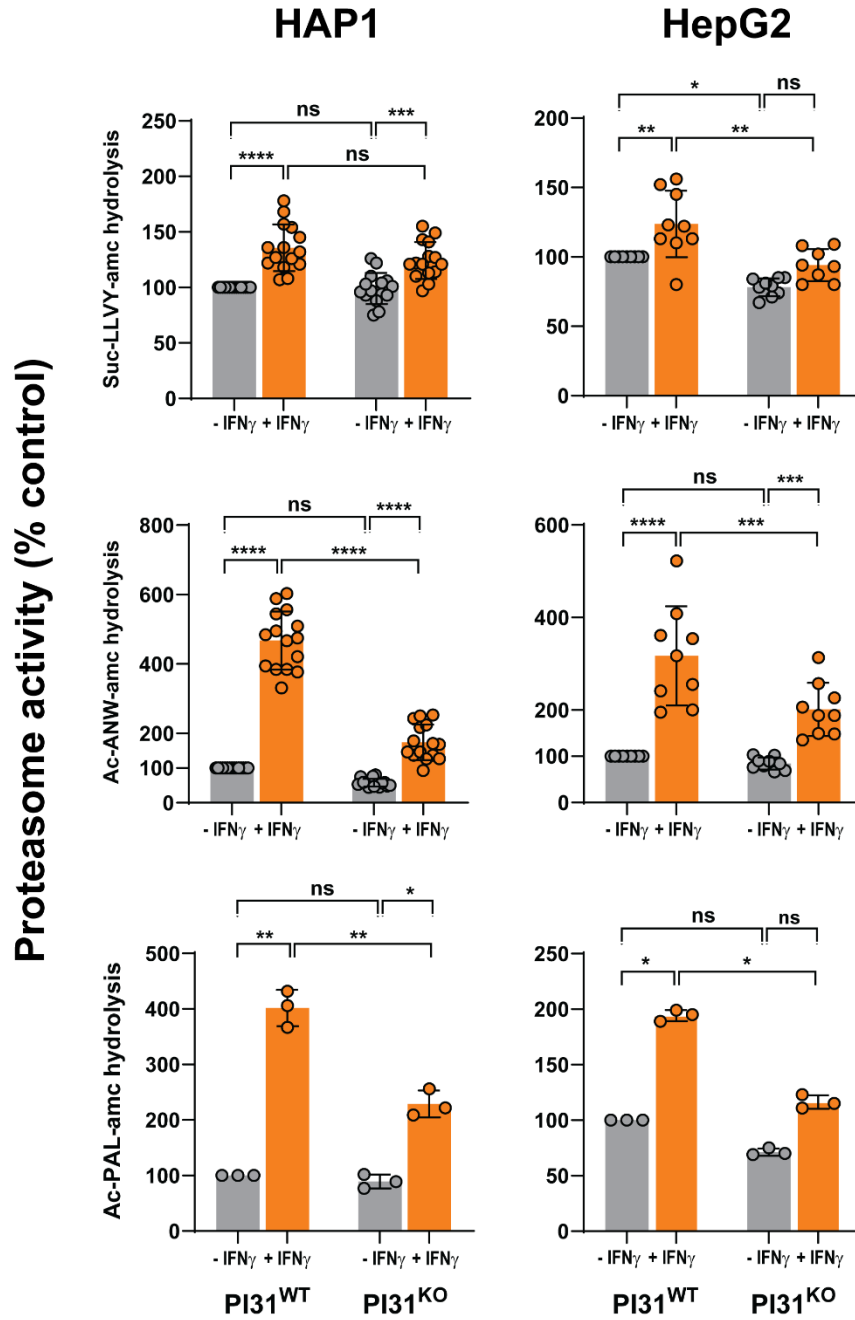 HAP1
HepG2
Proteasome activity (% control)
Suc-LLVY-amc hydrolysis
ns
***
****
ns
250
200
150
100
50
0
- IFNγ + IFNγ
- IFNγ + IFNγ
*
ns
**
**
200
150
100
50
0
- IFNγ + IFNγ
- IFNγ + IFNγ
Ac-ANW-amc hydrolysis
ns
****
****
****
800
600
400
200
100
0
- IFNγ + IFNγ
- IFNγ + IFNγ
ns
***
****
***
600
400
200
100
0
- IFNγ + IFNγ
- IFNγ + IFNγ
Ac-PAL-amc hydrolysis
ns
*
**
**
500
400
300
200
100
0
- IFNγ + IFNγ
- IFNγ + IFNγ
PI31WT
PI31KO
ns
ns
*
*
250
200
150
100
50
0
- IFNγ + IFNγ
- IFNγ + IFNγ
PI31WT
PI31KO